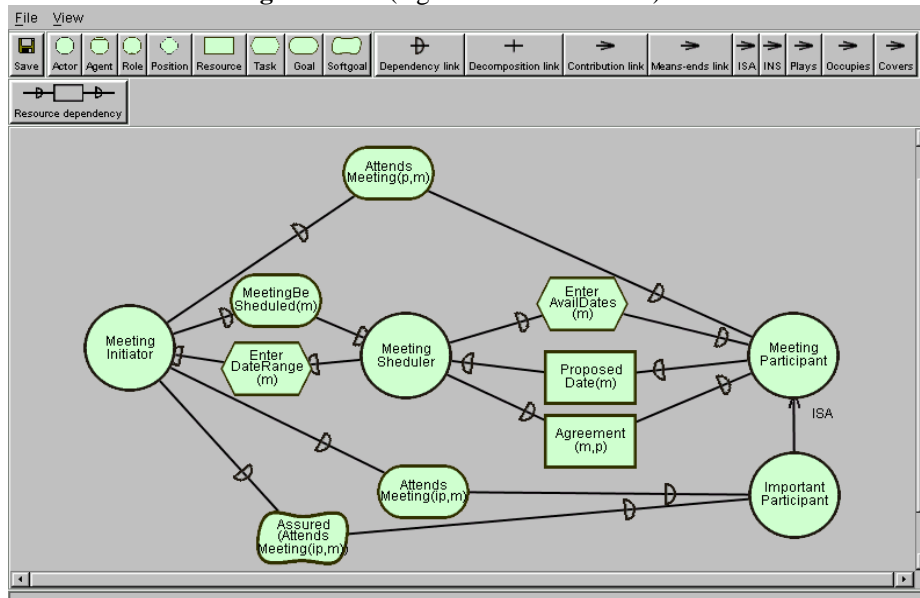 File View
Save Actor Agent Role Position Resource Task Goal Softgoal Dependency link Decomposition link Contribution link Means-ends link ISA INS Plays Occupies Covers
Resource dependency
Attends
Meeting(p,m)
MeetingBe
Sheduled(m)
Enter
AvailDates
(m)
Meeting
Initiator
Enter
DateRange
(m)
Meeting
Sheduler
Proposed
Date(m)
Meeting
Participant
ISA
Agreement
(m,p)
Attends
Meeting(ip,m)
Important
Participant
Assured
(Attends
Meeting(ip,m)